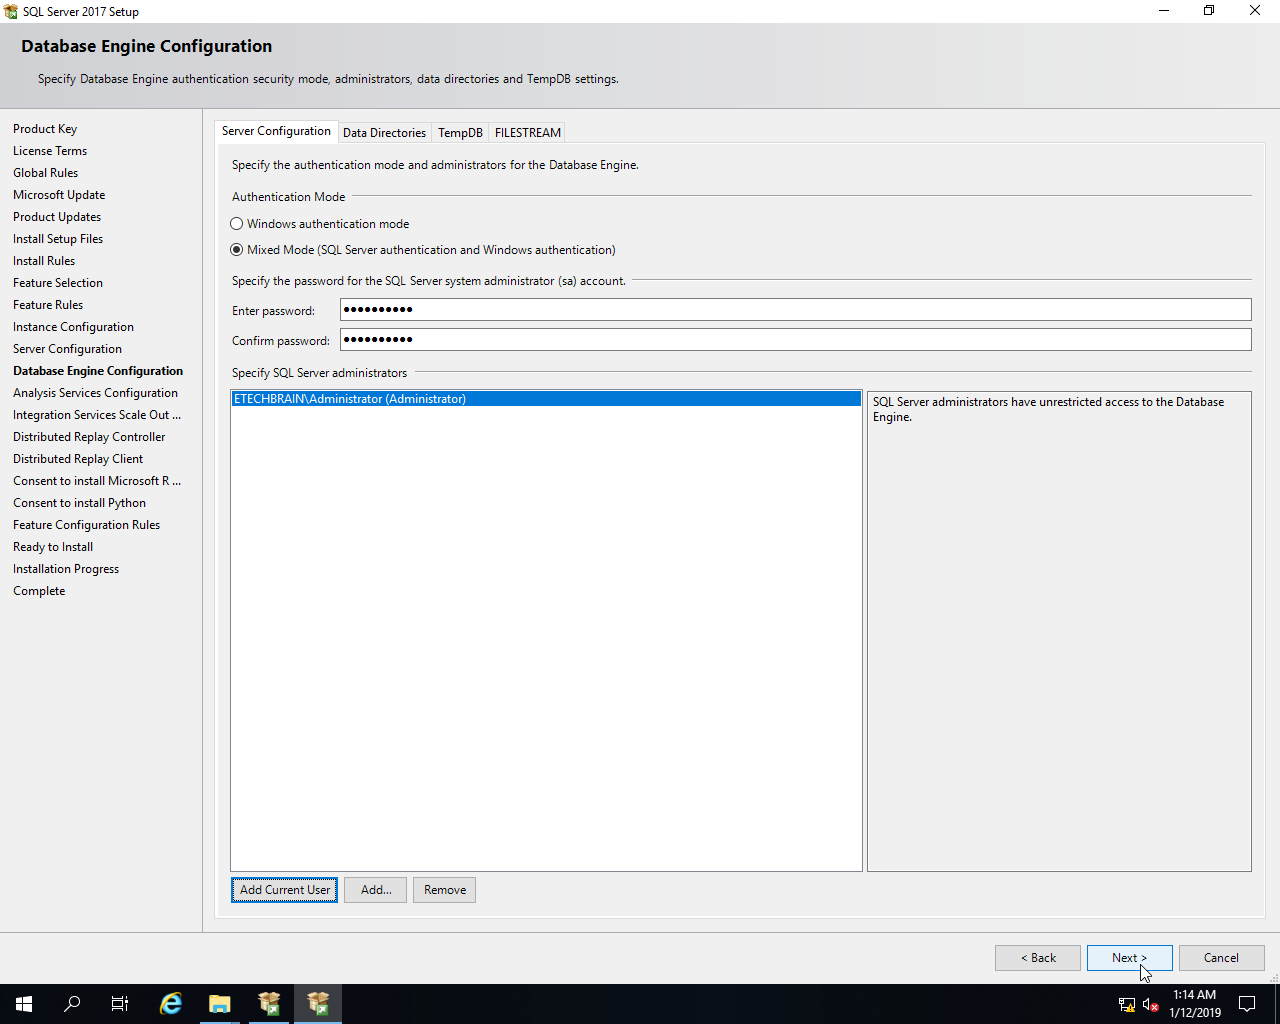 SQL Server 2017 Setup
Database Engine Configuration
Specify Database Engine authentication security mode, administrators, data directories and TempDB settings.
Product Key
License Terms
Global Rules
Microsoft Update
Product Updates
Install Setup Files
Install Rules
Feature Selection
Feature Rules
Instance Configuration
Server Configuration
Database Engine Configuration
Analysis Services Configuration
Integration Services Scale Out ...
Distributed Replay Controller
Distributed Replay Client
Consent to install Microsoft R ...
Consent to install Python
Feature Configuration Rules
Ready to Install
Installation Progress
Complete
Server Configuration Data Directories TempDB FILESTREAM
Specify the authentication mode and administrators for the Database Engine.
Authentication Mode
Windows authentication mode
Mixed Mode (SQL Server authentication and Windows authentication)
Specify the password for the SQL Server system administrator (sa) account.
Enter password: ●●●●●●●●●●
Confirm password: ●●●●●●●●●●
Specify SQL Server administrators
ETECHBRAIN\Administrator (Administrator)
SQL Server administrators have unrestricted access to the Database
Engine.
Add Current User Add... Remove
< Back Next > Cancel
1:14 AM
1/12/2019